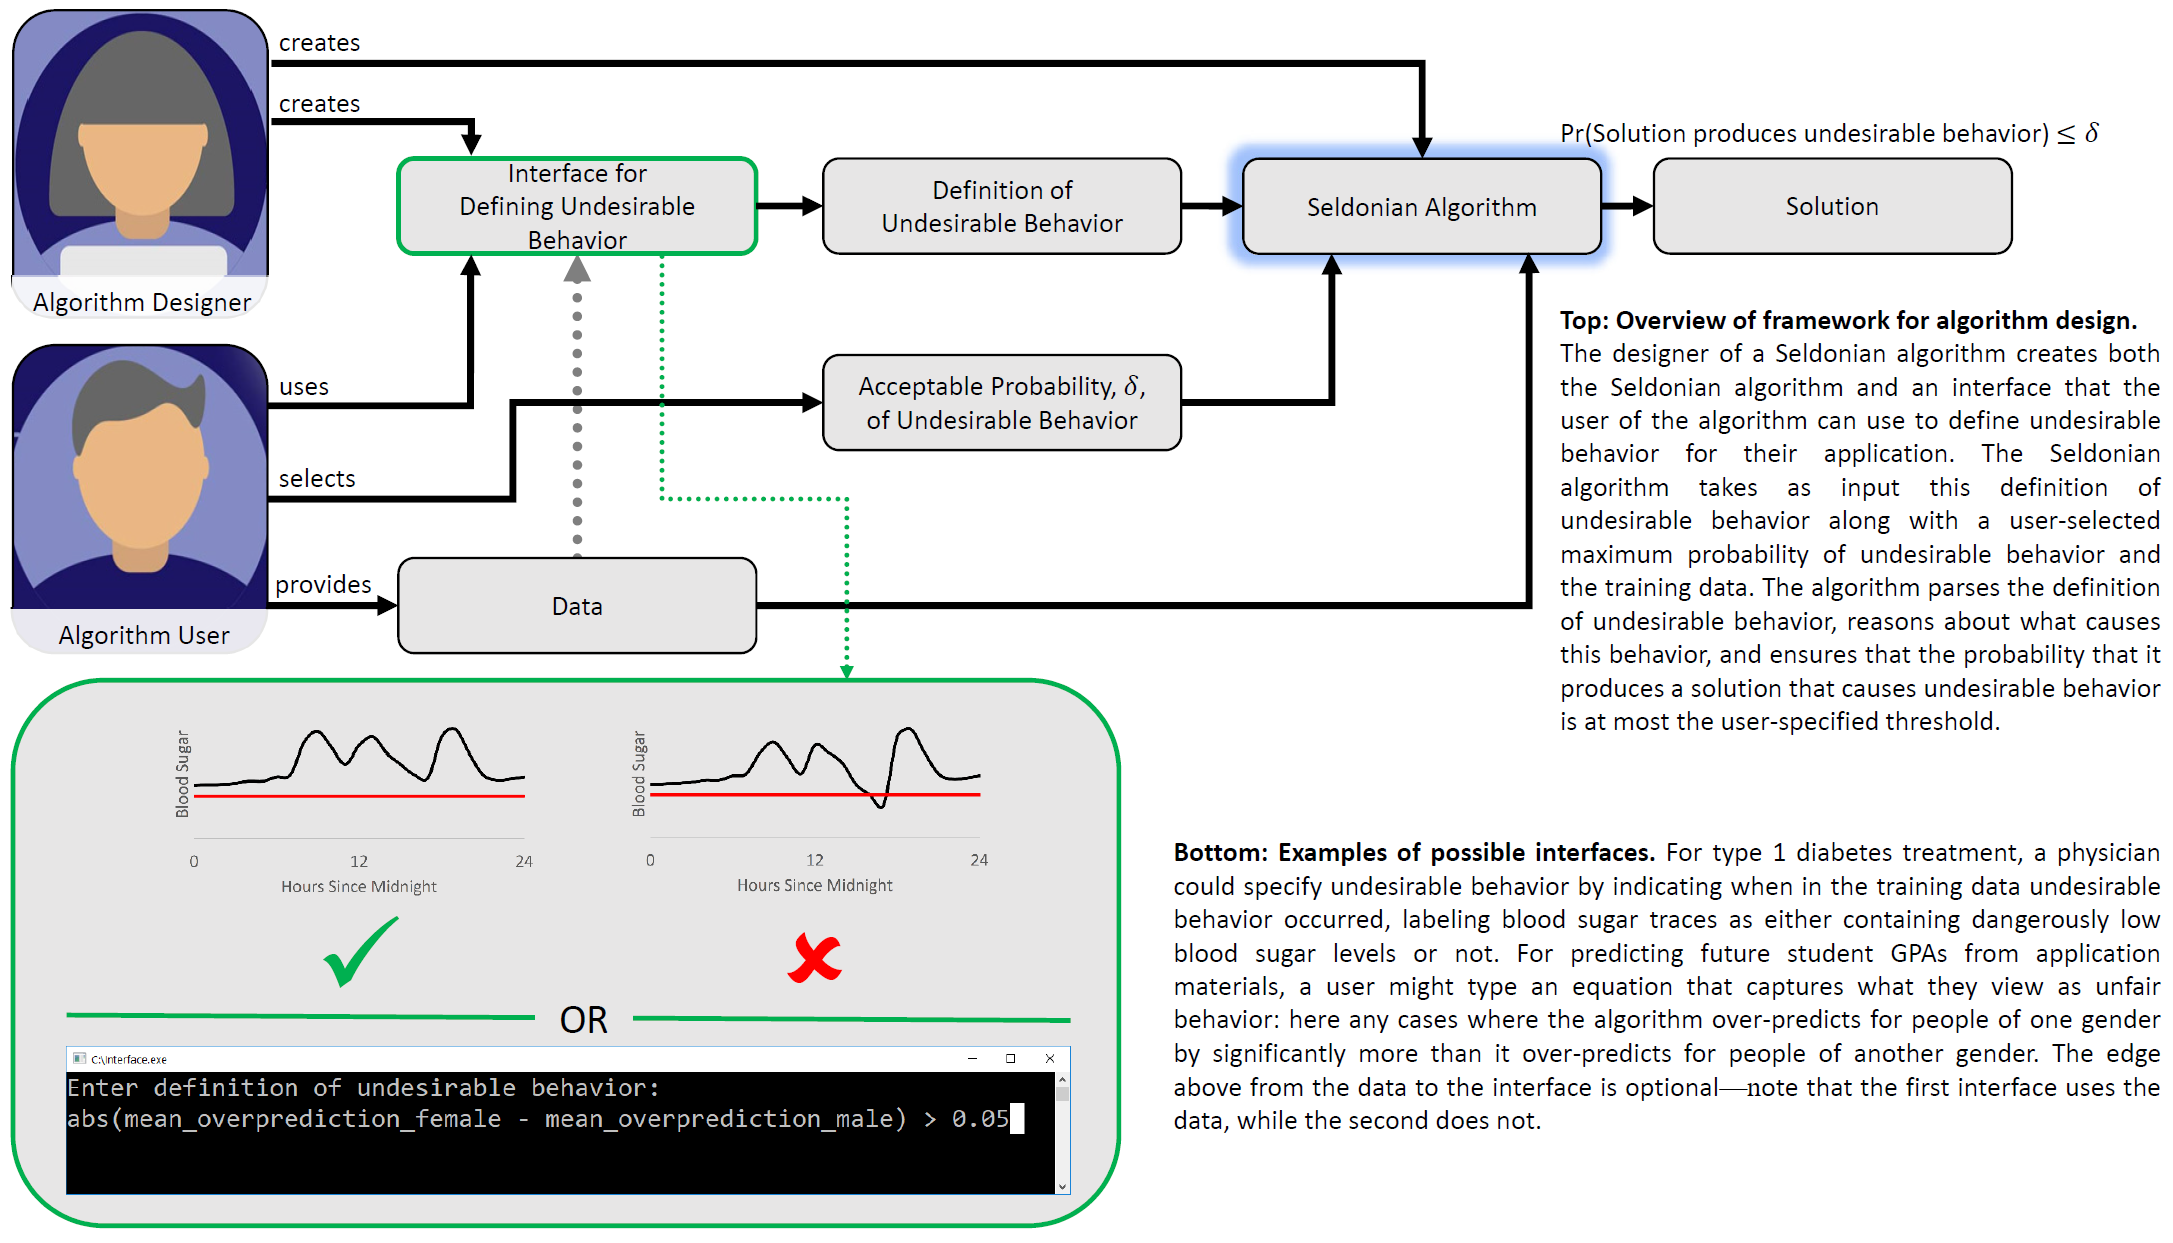 creates
creates
Algorithm Designer
Interface for
Defining Undesirable
Behavior
Definition of
Undesirable Behavior
Seldonian Algorithm
Pr(Solution produces undesirable behavior) ≤ δ
Solution
uses
selects
provides
Algorithm User
Acceptable Probability, δ,
of Undesirable Behavior
Data
Top: Overview of framework for algorithm design.
The designer of a Seldonian algorithm creates both
the Seldonian algorithm and an interface that the
user of the algorithm can use to define undesirable
behavior for their application. The Seldonian
algorithm takes as input this definition of
undesirable behavior along with a user-selected
maximum probability of undesirable behavior and
the training data. The algorithm parses the definition
of undesirable behavior, reasons about what causes
this behavior, and ensures that the probability that it
produces a solution that causes undesirable behavior
is at most the user-specified threshold.
Blood Sugar
0 12 24
Hours Since Midnight
Blood Sugar
0 12 24
Hours Since Midnight
OR
C:\Interface.exe
Enter definition of undesirable behavior:
abs(mean_overprediction_female - mean_overprediction_male) > 0.05
Bottom: Examples of possible interfaces. For type 1 diabetes treatment, a physician
could specify undesirable behavior by indicating when in the training data undesirable
behavior occurred, labeling blood sugar traces as either containing dangerously low
blood sugar levels or not. For predicting future student GPAs from application
materials, a user might type an equation that captures what they view as unfair
behavior: here any cases where the algorithm over-predicts for people of one gender
by significantly more than it over-predicts for people of another gender. The edge
above from the data to the interface is optional—note that the first interface uses the
data, while the second does not.